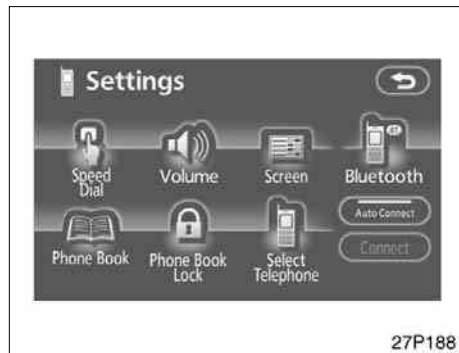 Settings
Speed
Dial
Volume
Screen
Bluetooth
Auto Connect
Connect
Phone Book
Phone Book
Lock
Select
Telephone
27P188